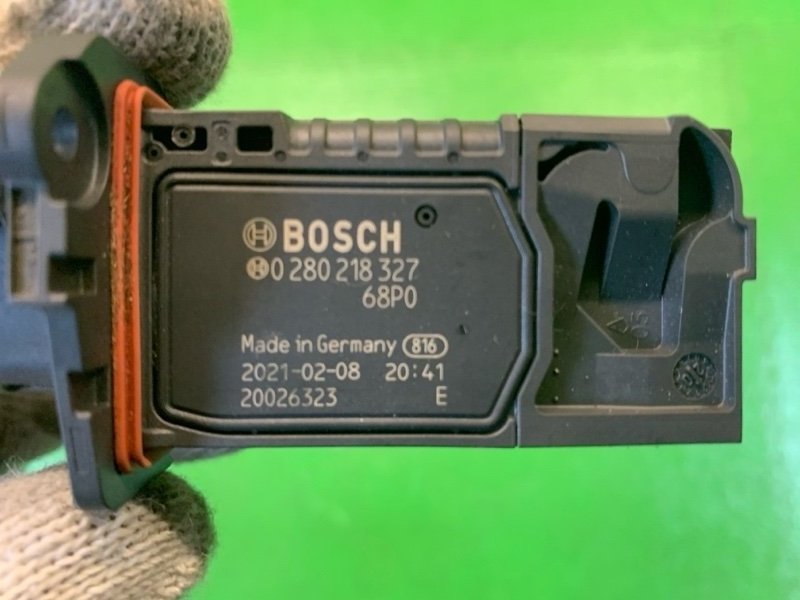 BOSCH
0 280 218 327
68P0
Made in Germany 816
2021-02-08 20:41
20026323 E